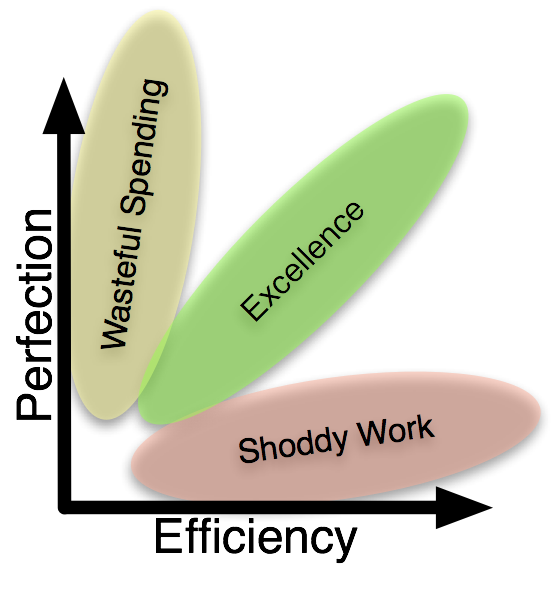 Wasteful Spending
Excellence
Perfection
Shoddy Work
Efficiency